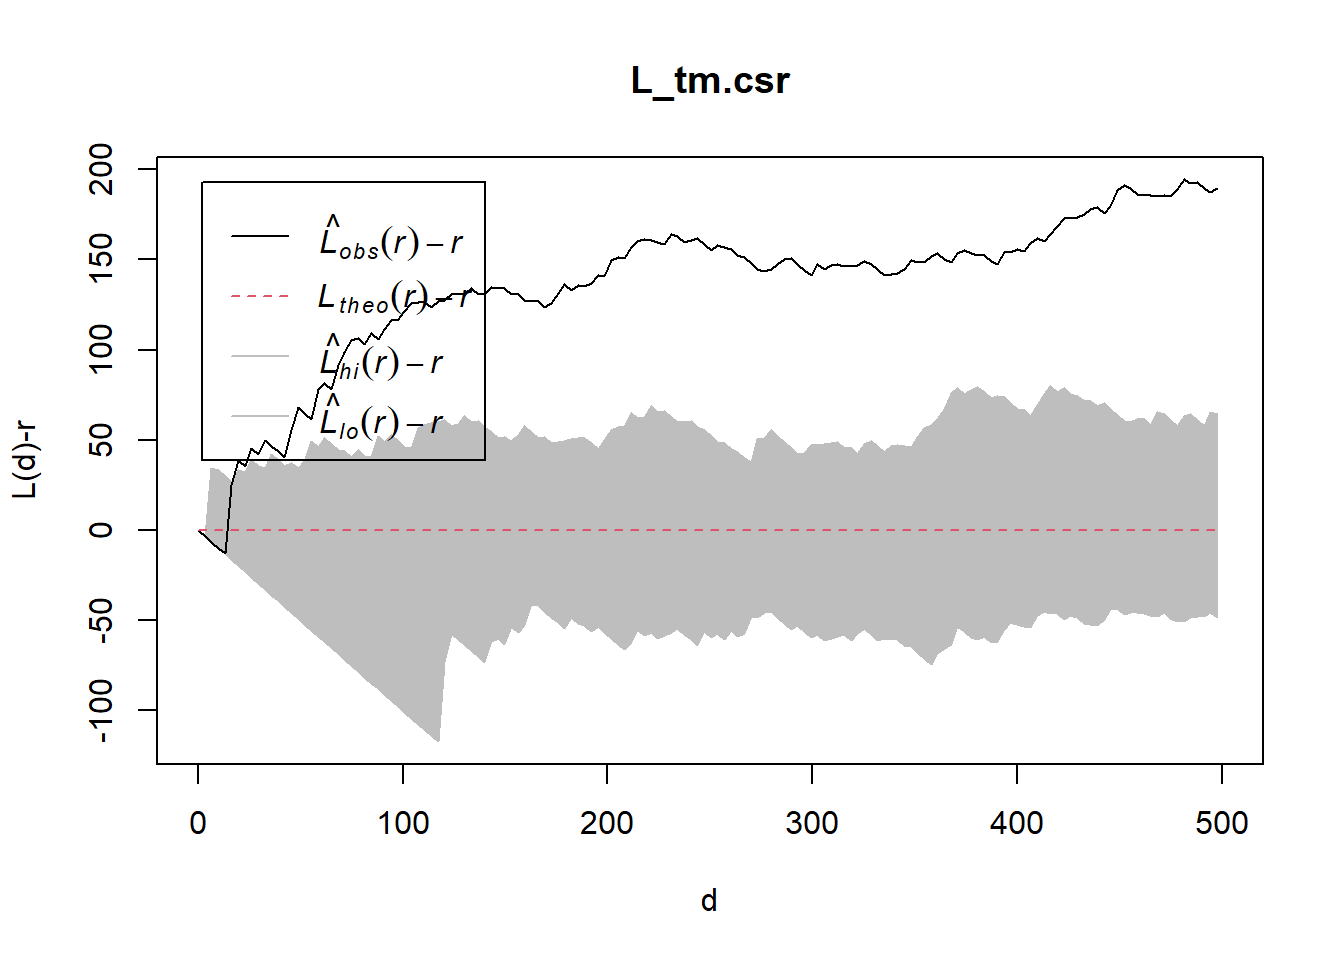 L_tm.csr
L(d)-r
200
150
100
50
0
-50
-100
L̂obs(r) − r
Ltheo(r) − r
L̂hi(r) − r
L̂lo(r) − r
0 100 200 300 400 500
d